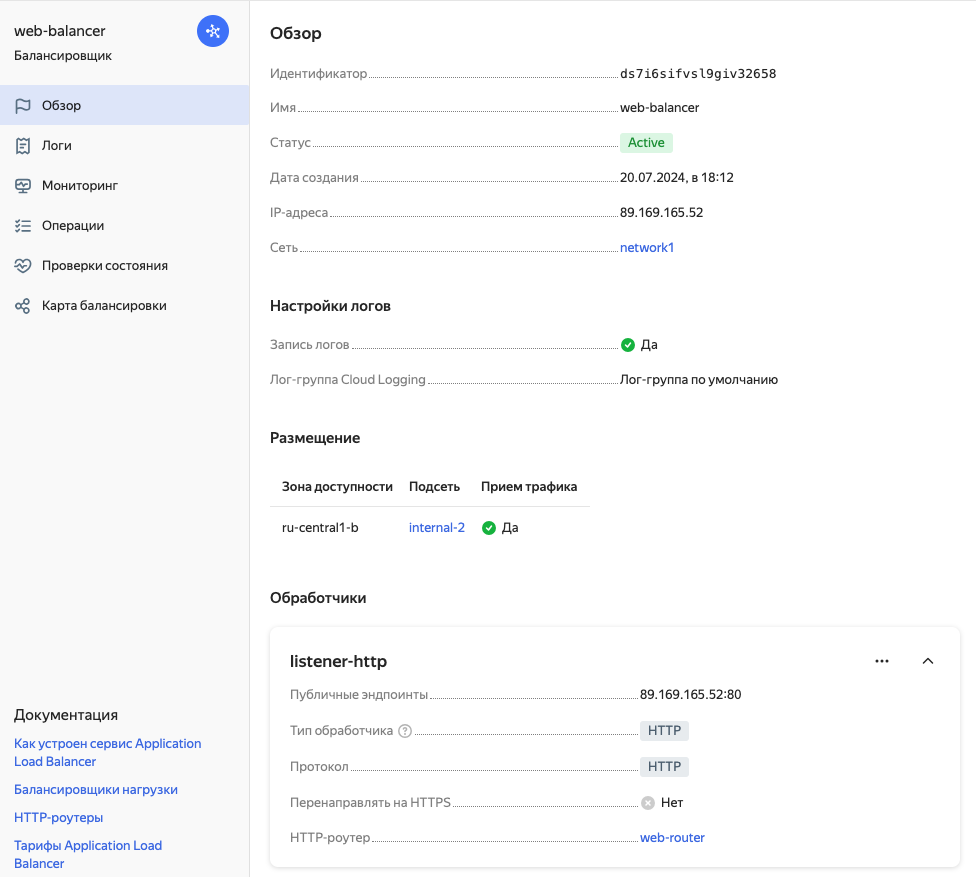 web-balancer
Балансировщик
Обзор
Логи
Мониторинг
Операции
Проверки состояния
Карта балансировки
Документация
Как устроен сервис Application
Load Balancer
Балансировщики нагрузки
HTTP-роутеры
Тарифы Application Load
Balancer
Обзор
Идентификатор ds7i6sifvsl9giv32658
Имя web-balancer
Статус Active
Дата создания 20.07.2024, в 18:12
IP-адреса 89.169.165.52
Сеть network1
Настройки логов
Запись логов Да
Лог-группа Cloud Logging Лог-группа по умолчанию
Размещение
Зона доступности Подсеть Прием трафика
ru-central1-b internal-2 Да
Обработчики
listener-http
Публичные эндпоинты 89.169.165.52:80
Тип обработчика ? HTTP
Протокол HTTP
Перенаправлять на HTTPS Нет
HTTP-роутер web-router